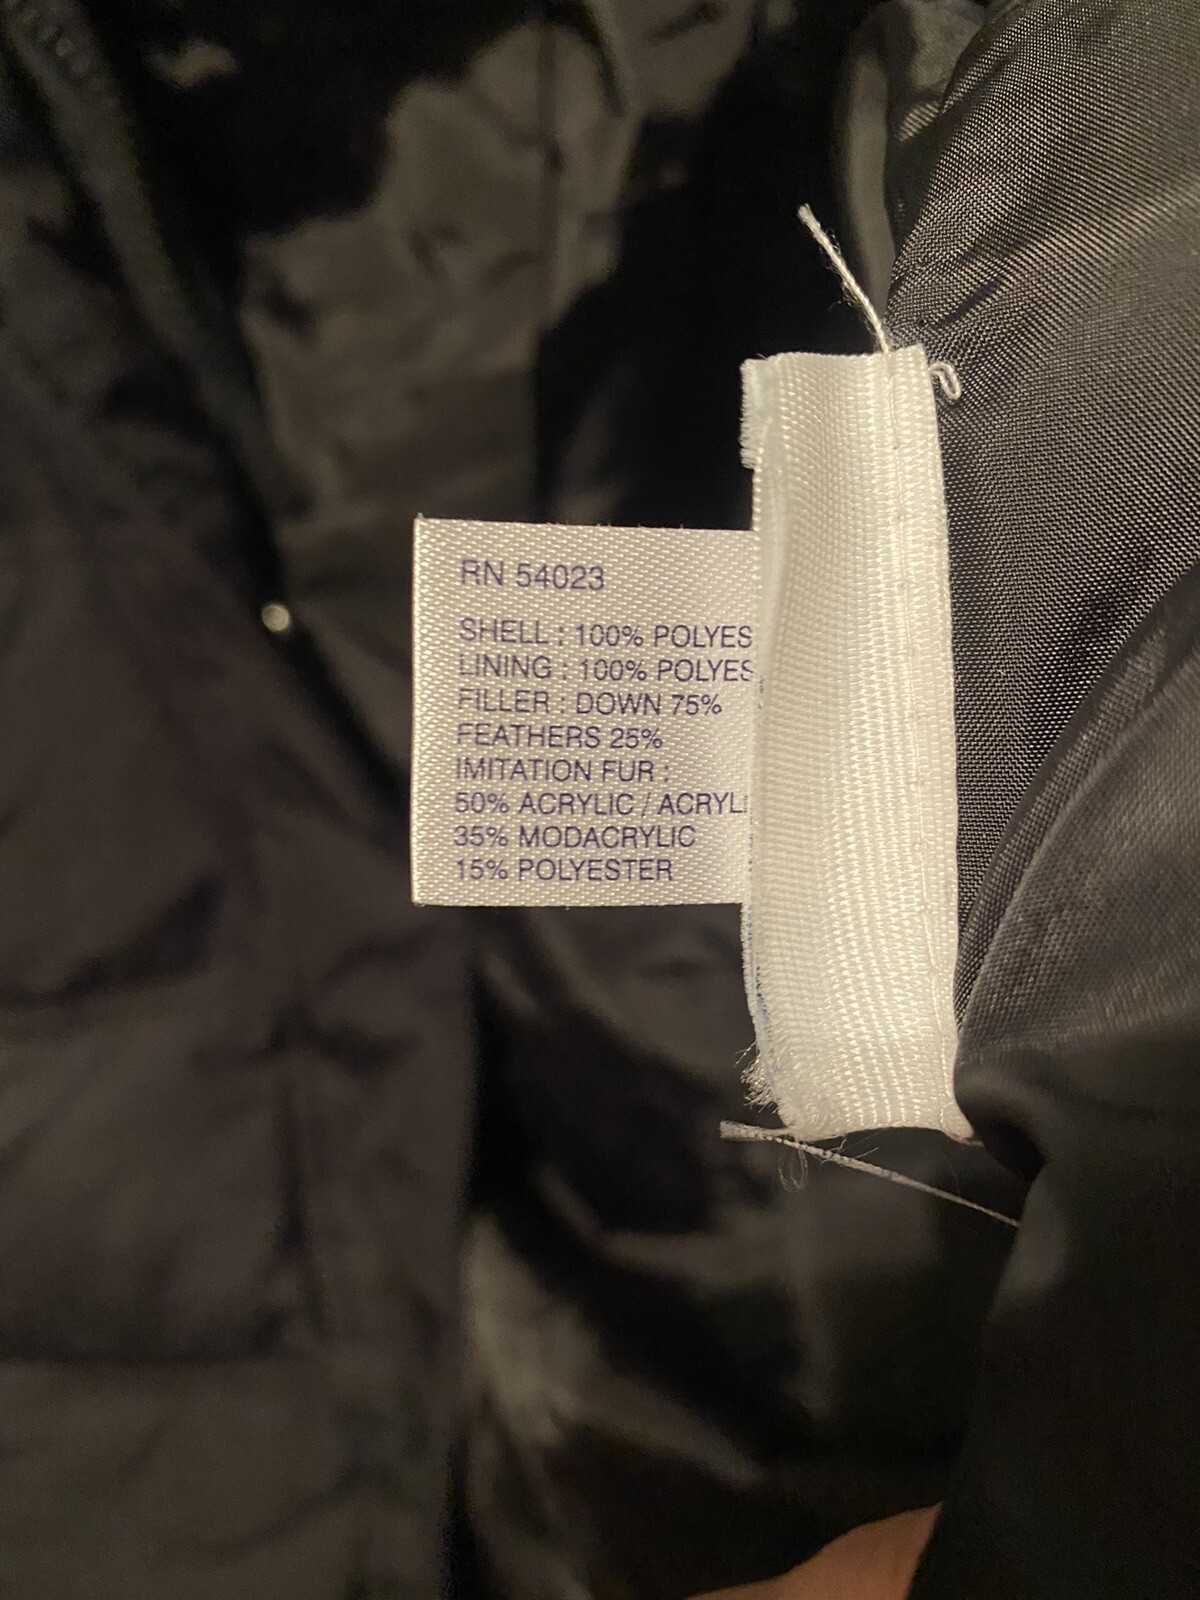 RN 54023
SHELL : 100% POLYES
LINING : 100% POLYES
FILLER : DOWN 75%
FEATHERS 25%
IMITATION FUR :
50% ACRYLIC / ACRYLI
35% MODACRYLIC
15% POLYESTER